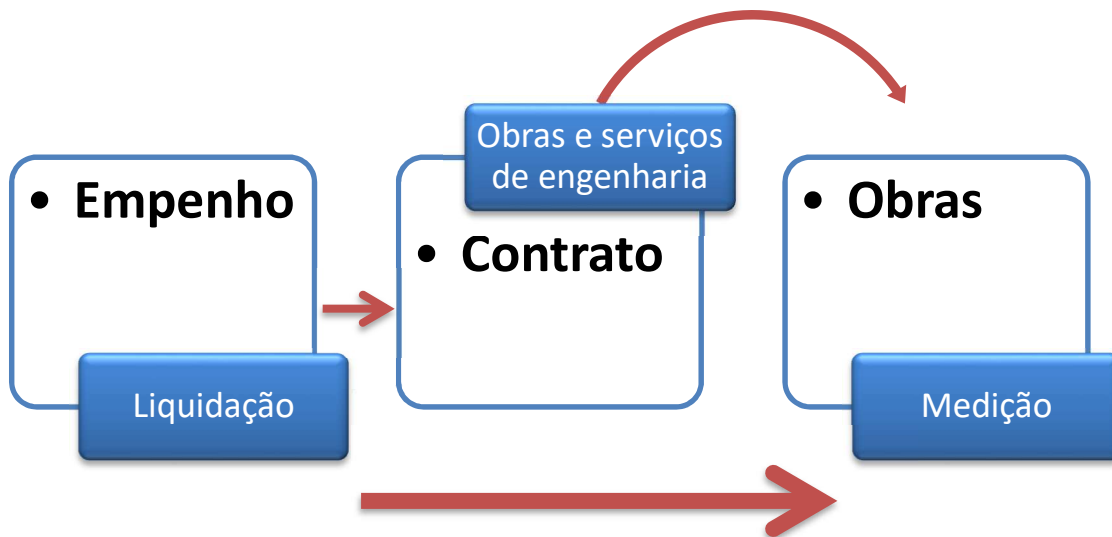 • Empenho
Liquidação
Obras e serviços
de engenharia
• Contrato
• Obras
Medição